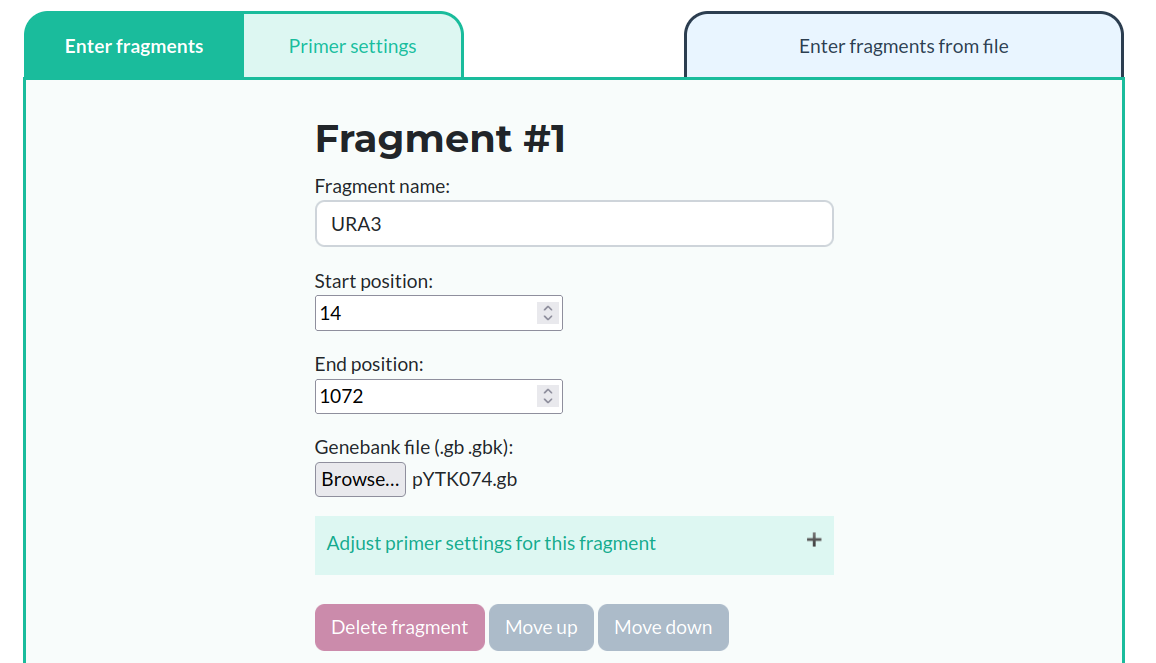 Enter fragments
Primer settings
Enter fragments from file
Fragment #1
Fragment name:
URA3
Start position:
14
End position:
1072
Genebank file (.gb .gbk):
Browse... pYTK074.gb
Adjust primer settings for this fragment +
Delete fragment
Move up
Move down